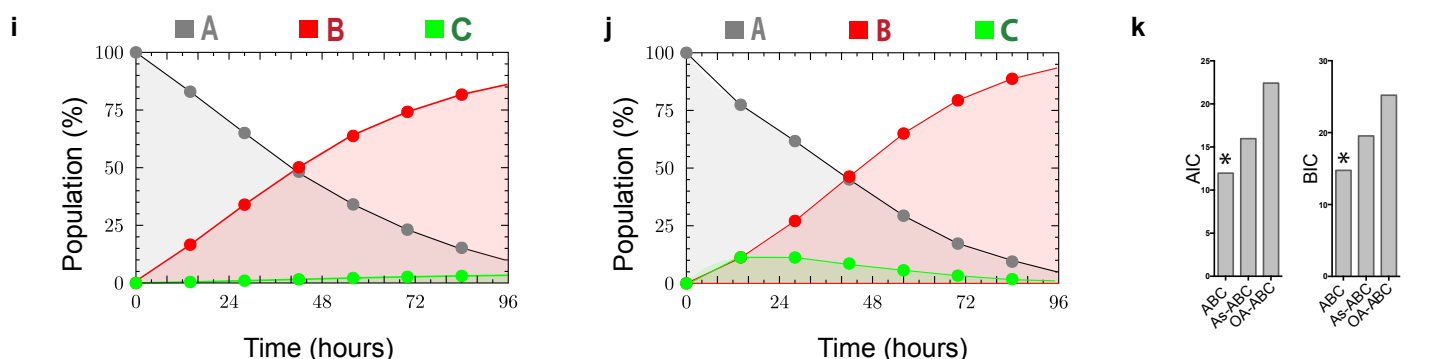 i
A B C
Population (%)
100
75
50
25
0
0 24 48 72 96
Time (hours)
j
A B C
Population (%)
100
75
50
25
0
0 24 48 72 96
Time (hours)
k
AIC
25
20
15
10
5
0
*
ABC
As-ABC
OA-ABC
BIC
30
20
10
0
*
ABC
As-ABC
OA-ABC